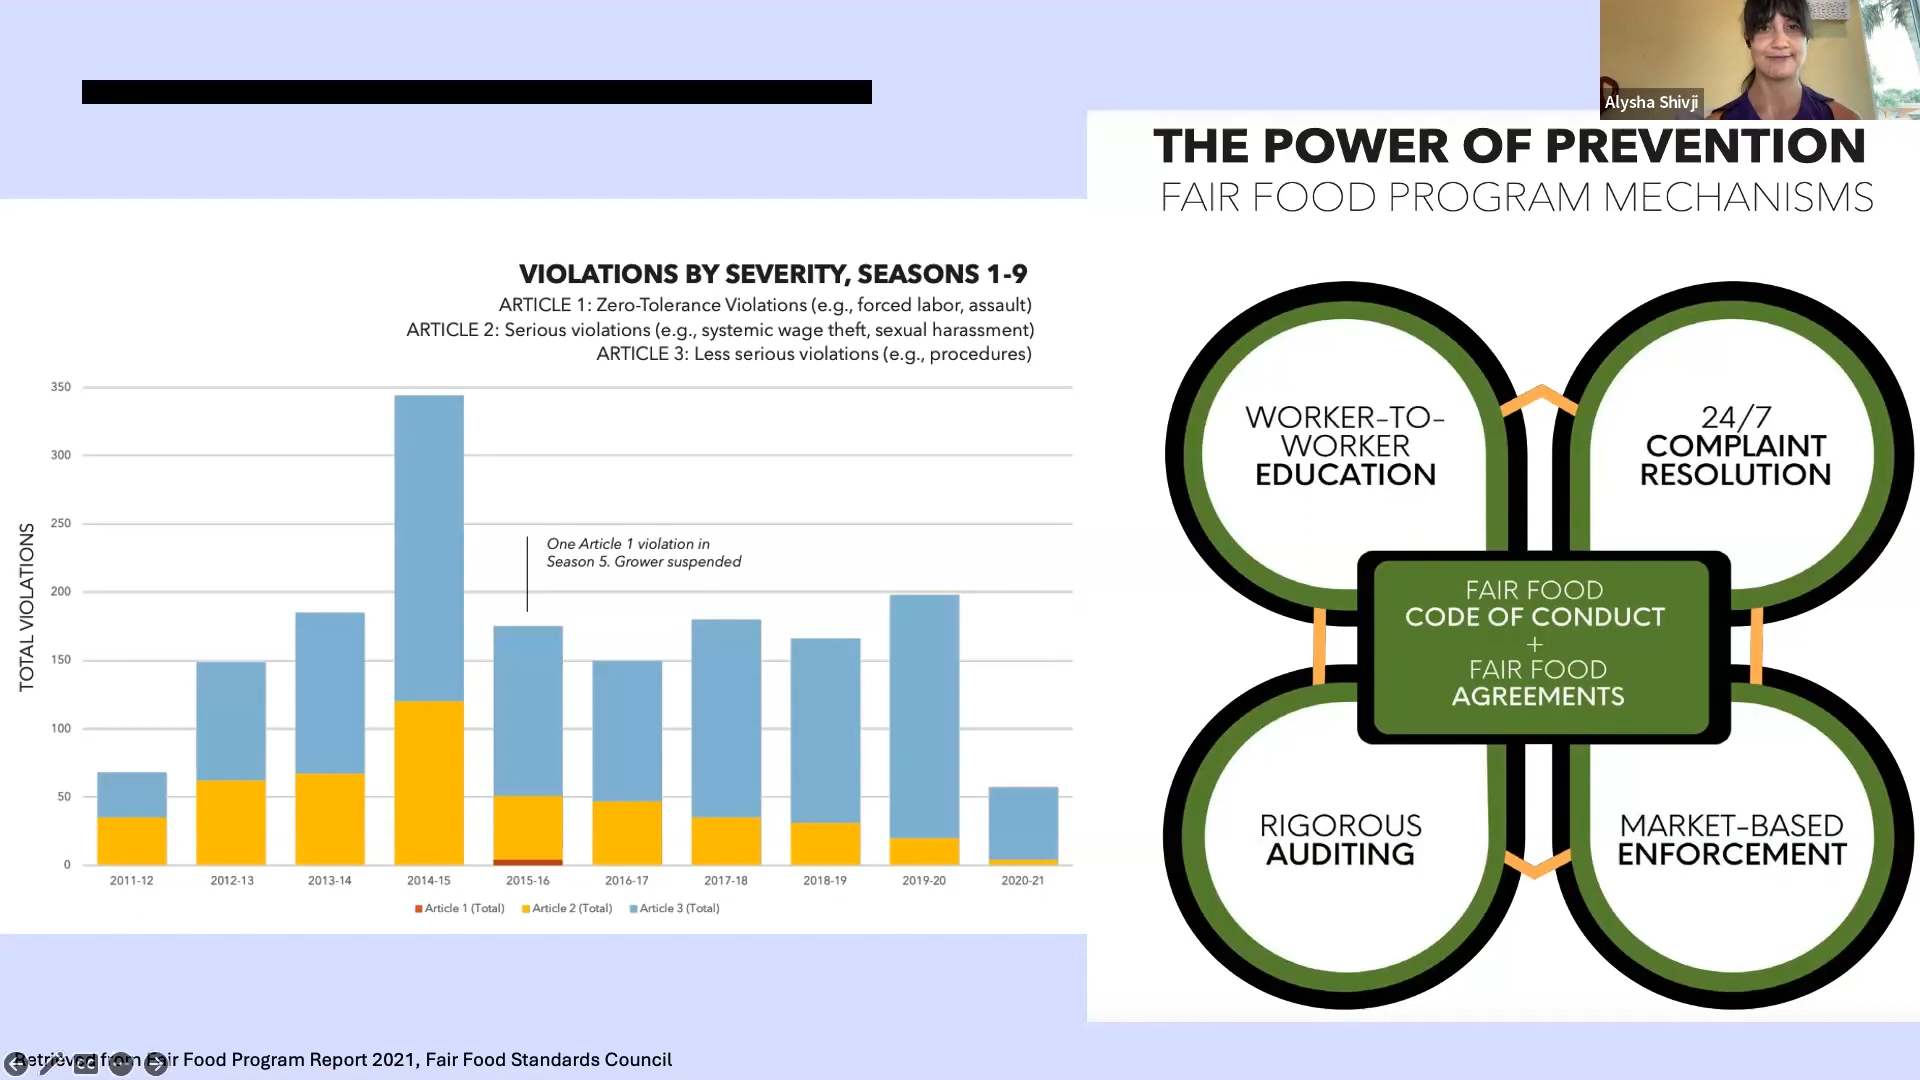 Alysha Shivji
THE POWER OF PREVENTION
FAIR FOOD PROGRAM MECHANISMS
VIOLATIONS BY SEVERITY, SEASONS 1-9
ARTICLE 1: Zero-Tolerance Violations (e.g., forced labor, assault)
ARTICLE 2: Serious violations (e.g., systemic wage theft, sexual harassment)
ARTICLE 3: Less serious violations (e.g., procedures)
TOTAL VIOLATIONS
350
300
250
200
150
100
50
0
One Article 1 violation in
Season 5. Grower suspended
2011-12 2012-13 2013-14 2014-15 2015-16 2016-17 2017-18 2018-19 2019-20 2020-21
Article 1 (Total) Article 2 (Total) Article 3 (Total)
WORKER-TO-
WORKER
EDUCATION
24/7
COMPLAINT
RESOLUTION
FAIR FOOD
CODE OF CONDUCT
+
FAIR FOOD
AGREEMENTS
RIGOROUS
AUDITING
MARKET-BASED
ENFORCEMENT
Retrieved from Fair Food Program Report 2021, Fair Food Standards Council
CC